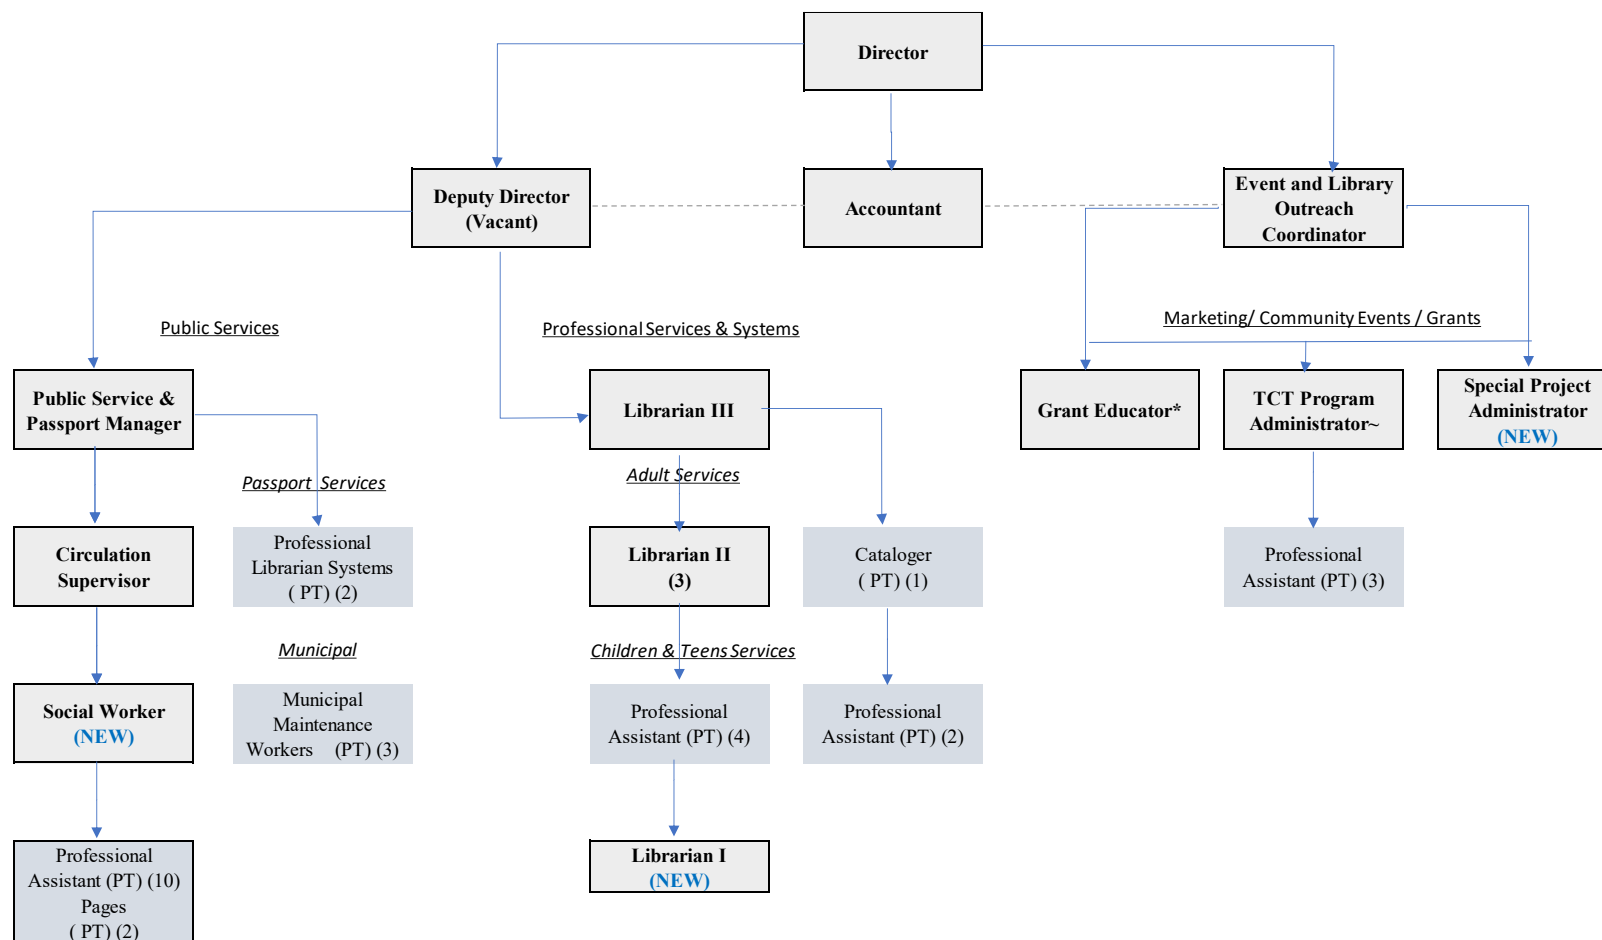 Director
Deputy Director
(Vacant)
Accountant
Event and Library
Outreach
Coordinator
Public Services
Professional Services & Systems
Marketing/ Community Events / Grants
Public Service &
Passport Manager
Librarian III
Grant Educator*
TCT Program
Administrator~
Special Project
Administrator
(NEW)
Passport Services
Adult Services
Circulation
Supervisor
Professional
Librarian Systems
( PT) (2)
Librarian II
(3)
Cataloger
( PT) (1)
Professional
Assistant (PT) (3)
Municipal
Children & Teens Services
Social Worker
(NEW)
Municipal
Maintenance
Workers (PT) (3)
Professional
Assistant (PT) (4)
Professional
Assistant (PT) (2)
Professional
Assistant (PT) (10)
Pages
( PT) (2)
Librarian I
(NEW)